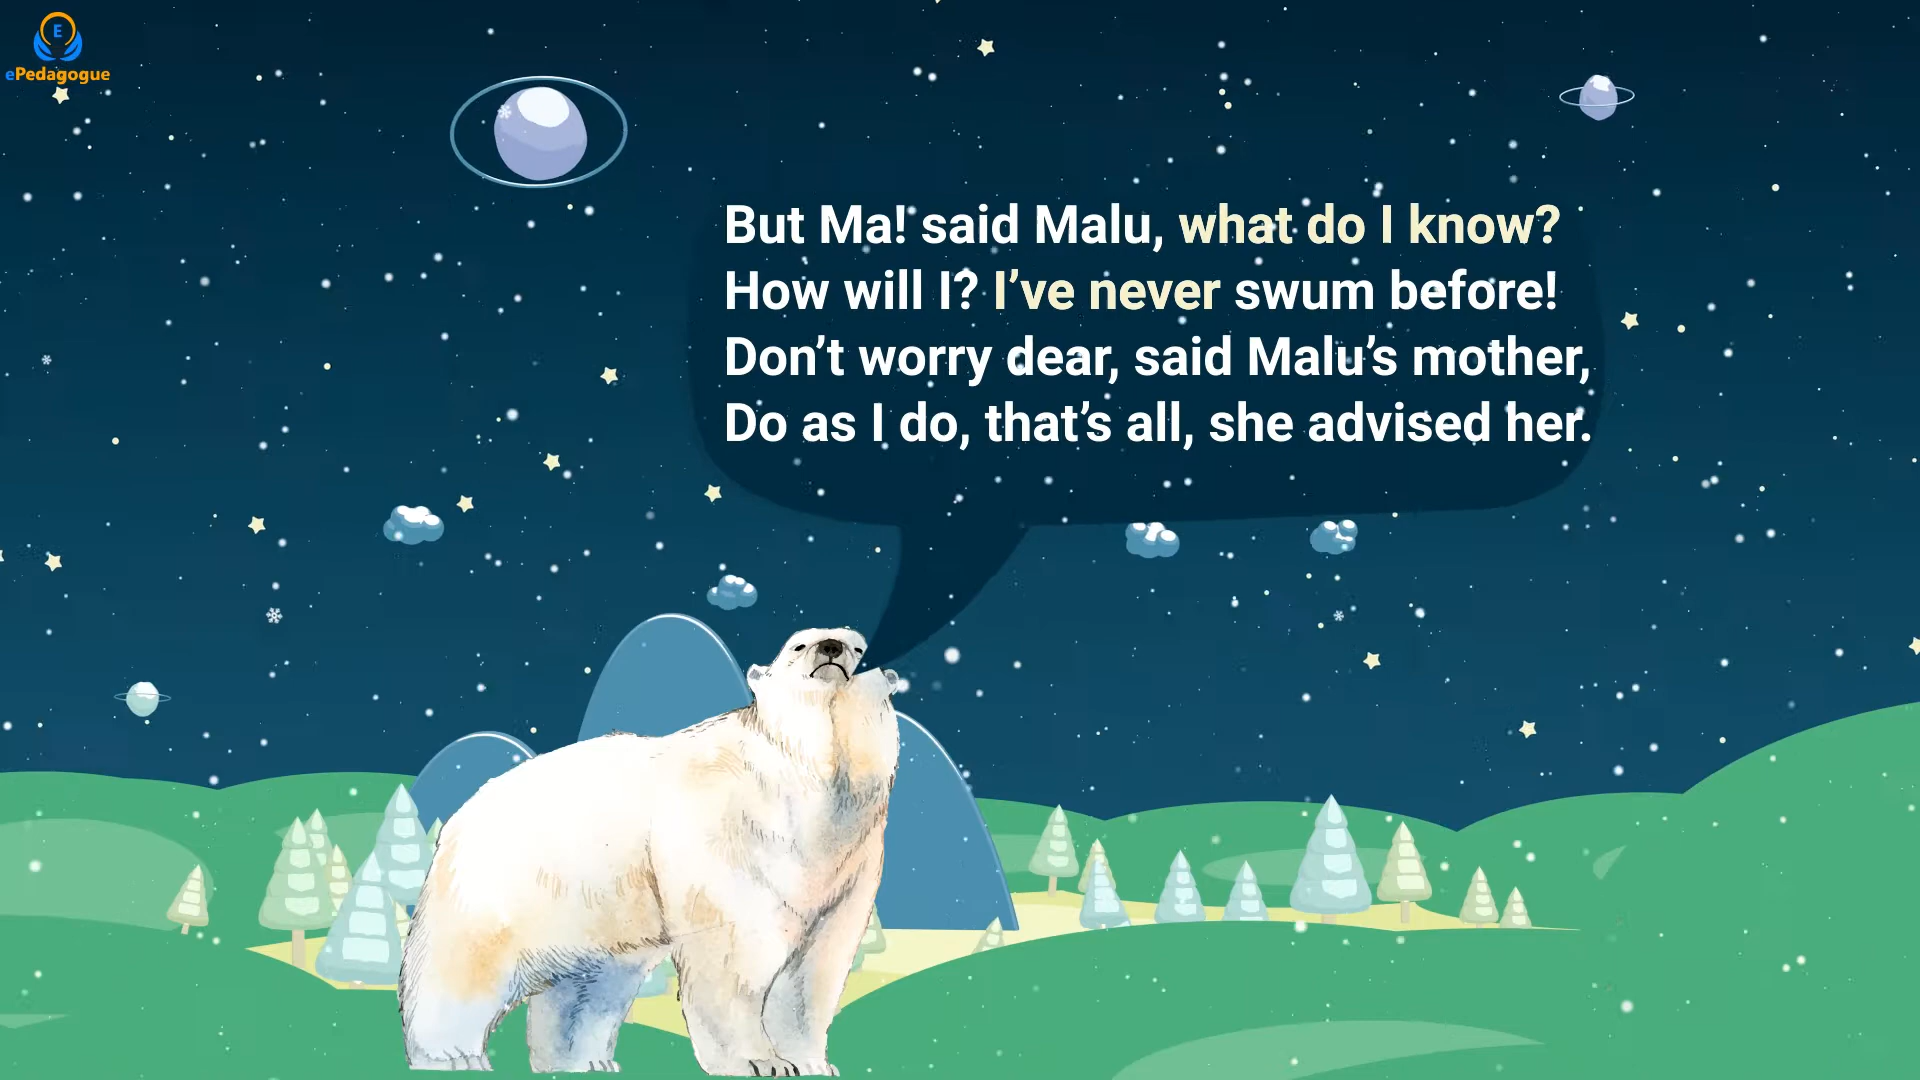 E
ePedagogue
But Ma! said Malu, what do I know?
How will I? I've never swum before!
Don't worry dear, said Malu's mother,
Do as I do, that's all, she advised her.